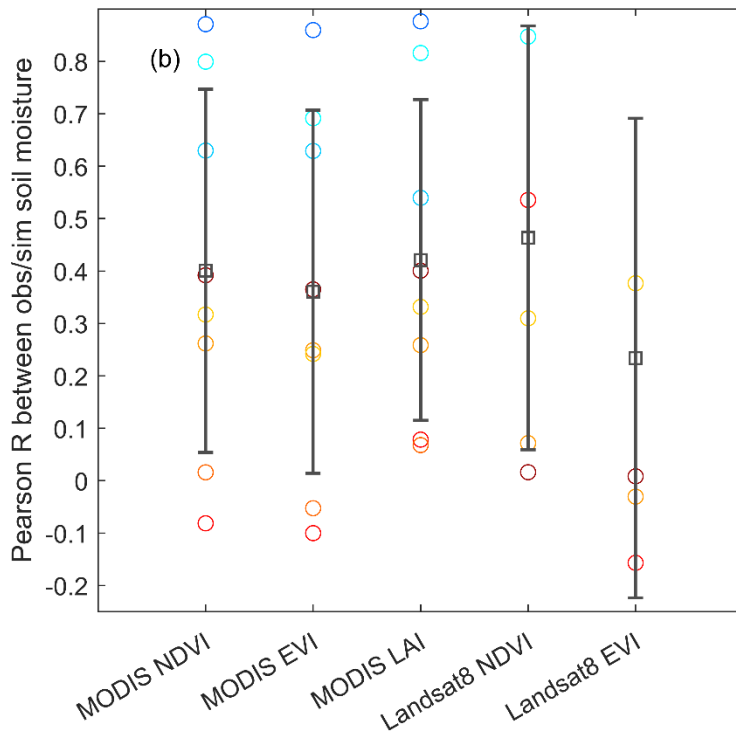 (b)
Pearson R between obs/sim soil moisture
0.8
0.7
0.6
0.5
0.4
0.3
0.2
0.1
0
-0.1
-0.2
MODIS NDVI
MODIS EVI
MODIS LAI
Landsat8 NDVI
Landsat8 EVI